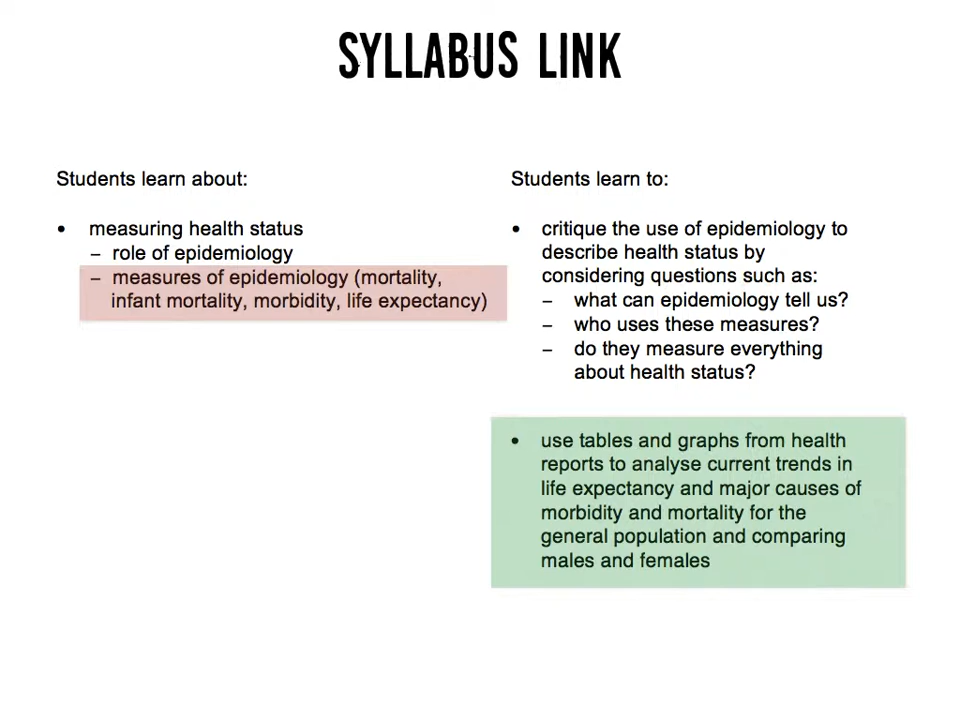 SYLLABUS LINK
Students learn about:
• measuring health status
– role of epidemiology
– measures of epidemiology (mortality,
infant mortality, morbidity, life expectancy)
Students learn to:
• critique the use of epidemiology to
describe health status by
considering questions such as:
– what can epidemiology tell us?
– who uses these measures?
– do they measure everything
about health status?
• use tables and graphs from health
reports to analyse current trends in
life expectancy and major causes of
morbidity and mortality for the
general population and comparing
males and females